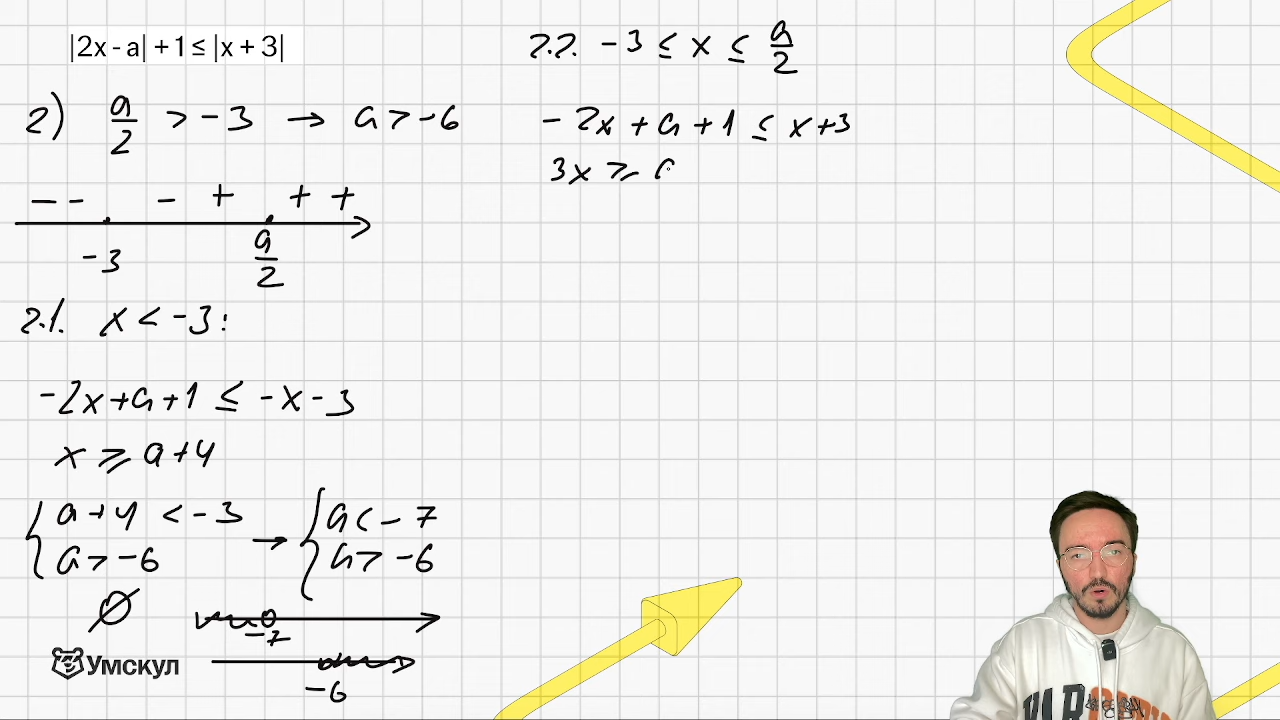 |2x - a| + 1 ≤ |x + 3|
2) a/2 > -3 → a > -6
- - - + + +
-3 a/2
2.1. x < -3:
-2x + a + 1 ≤ -x - 3
x ⩾ a + 4
{ a + 4 < -3 → { a < -7
a > -6 a > -6
∅ -7
-6
Умскул
2.2. -3 ≤ x ≤ a/2
-2x + a + 1 ≤ x + 3
3x ⩾